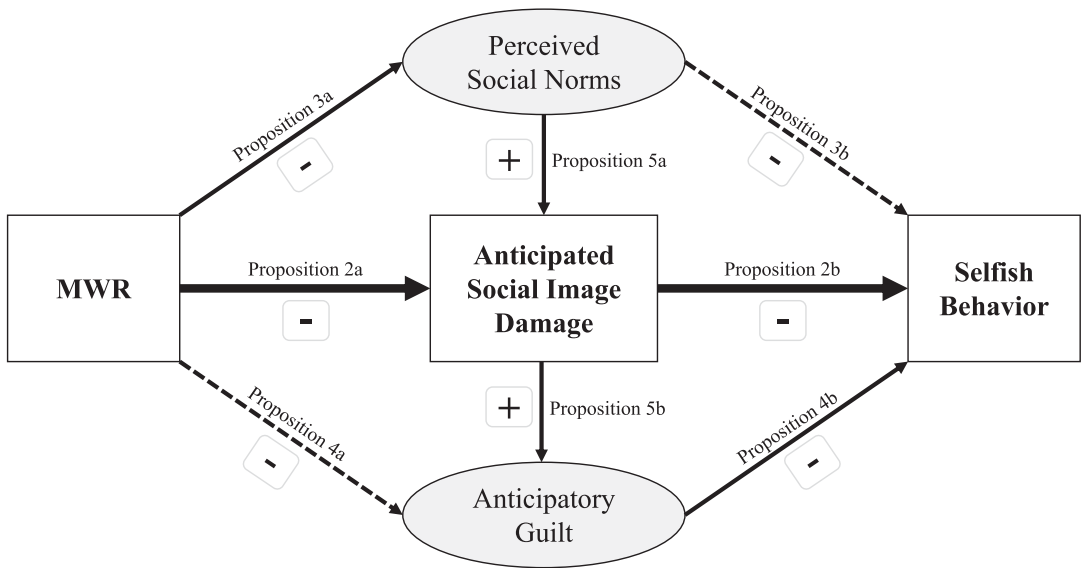 Perceived
Social Norms
Proposition 3a
-
Proposition 3b
-
+
Proposition 5a
MWR
Proposition 2a
-
Anticipated
Social Image
Damage
Proposition 2b
-
Selfish
Behavior
Proposition 4a
-
+
Proposition 5b
Proposition 4b
-
Anticipatory
Guilt